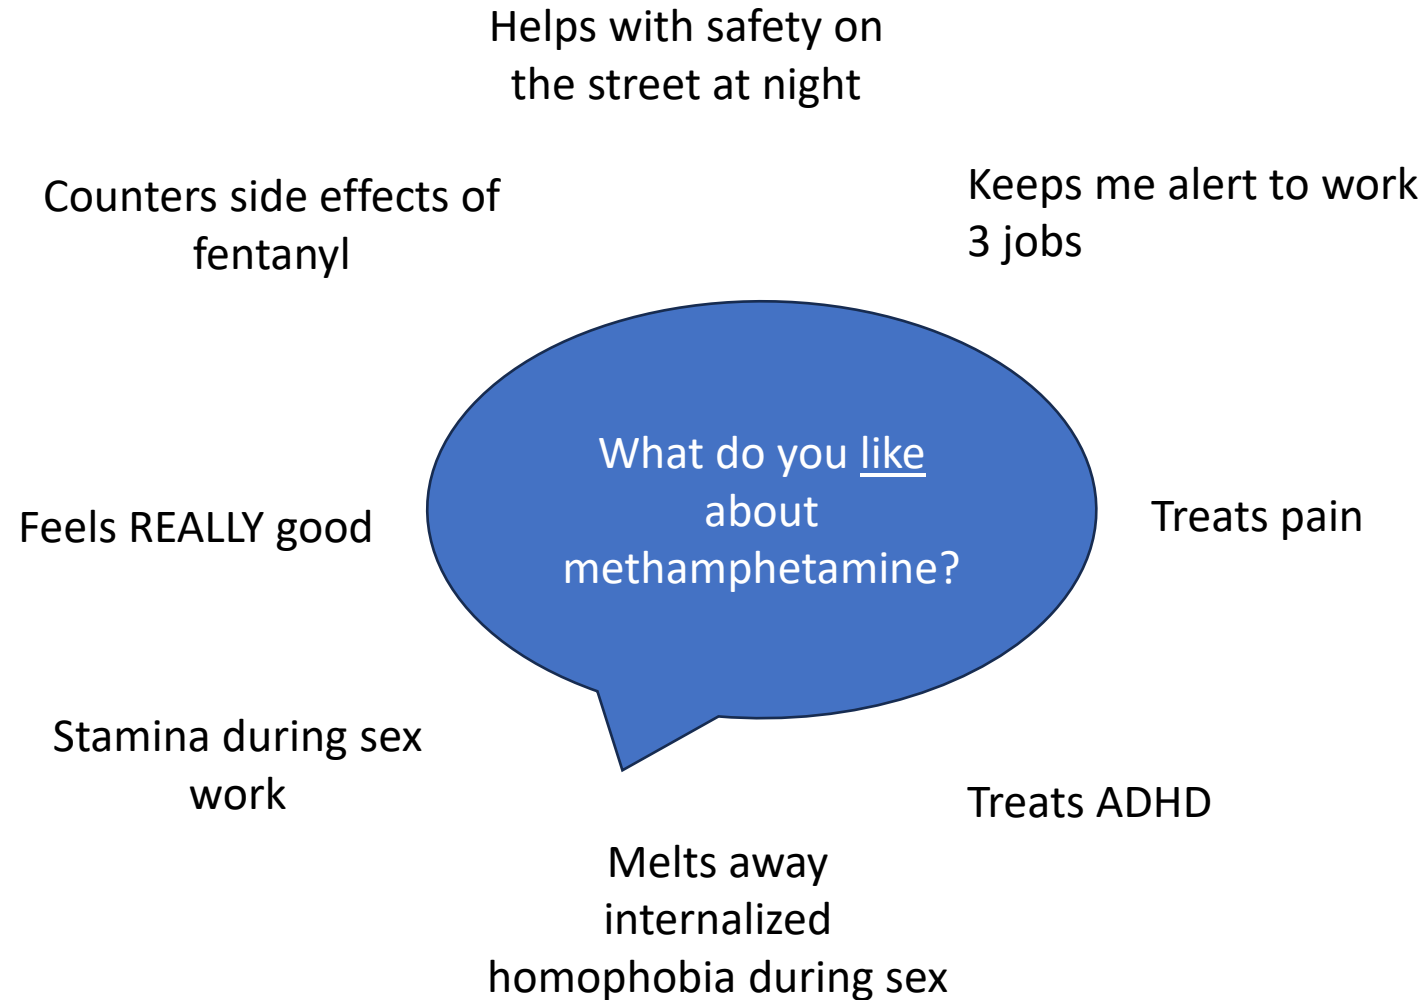 Helps with safety on
the street at night
Counters side effects of
fentanyl
Keeps me alert to work
3 jobs
What do you like
about
methamphetamine?
Feels REALLY good
Treats pain
Stamina during sex
work
Treats ADHD
Melts away
internalized
homophobia during sex